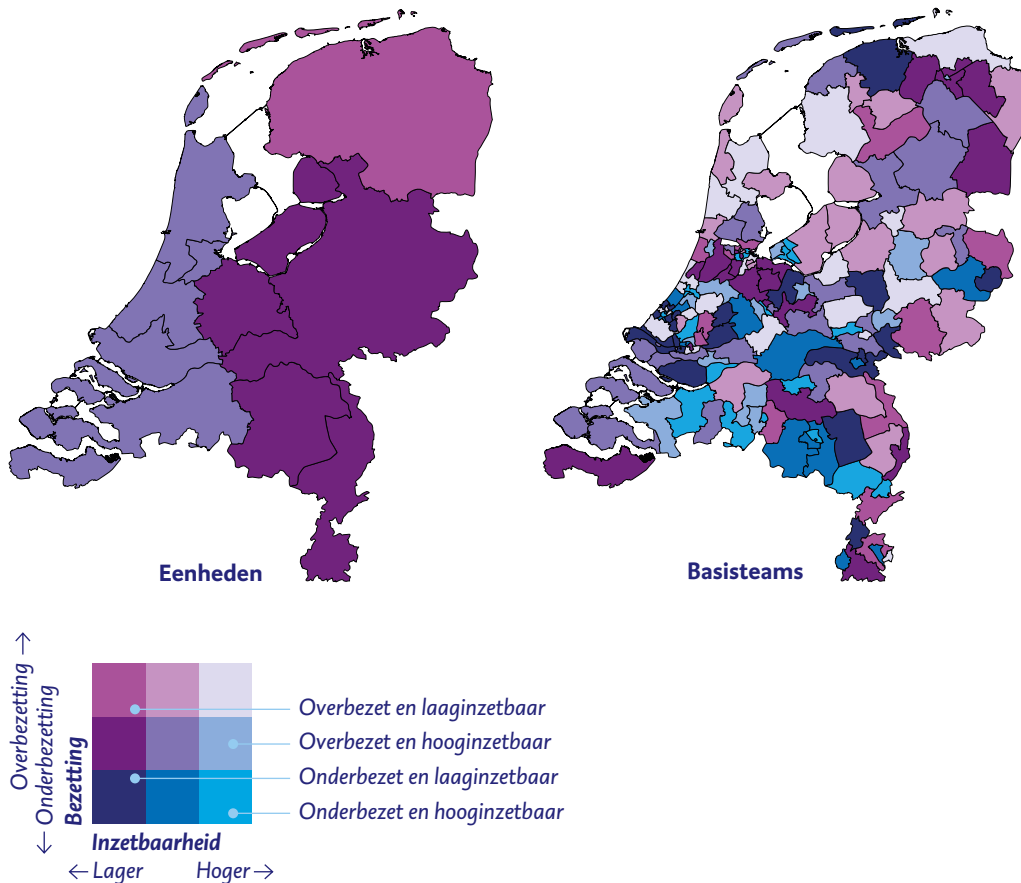 Eenheden
Basisteams
Overbezetting →
← Onderbezetting
Bezetting
Overbezet en laaginzetbaar
Overbezet en hooginzetbaar
Onderbezet en laaginzetbaar
Onderbezet en hooginzetbaar
Inzetbaarheid
← Lager Hoger →